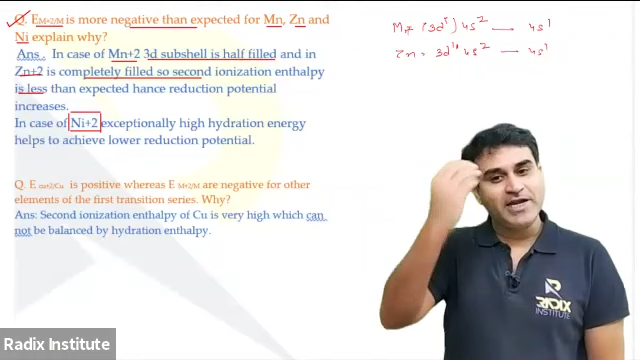 Q. E M+2/M is more negative than expected for Mn, Zn and
Ni explain why?
Ans . In case of Mn+2 3d subshell is half filled and in
Zn+2 is completely filled so second ionization enthalpy
is less than expected hance reduction potential
increases.
In case of Ni+2 exceptionally high hydration energy
helps to achieve lower reduction potential.
Q. E cu+2/Cu is positive whereas E M+2/M are negative for other
elements of the first transition series. Why?
Ans: Second ionization enthalpy of Cu is very high which can
not be balanced by hydration enthalpy.
3d⁵ 4s² — 4s¹
Zn = 3d¹⁰ 4s² — 4s¹
RADIX
INSTITUTE
Radix Institute